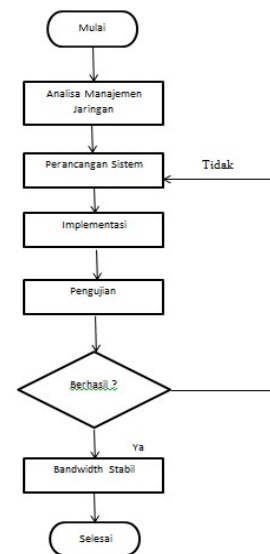 Mulai
Analisa Manajemen
Jaringan
Perancangan Sistem
Tidak
Implementasi
Pengujian
Berhasil ?
Ya
Bandwidth Stabil
Selesai